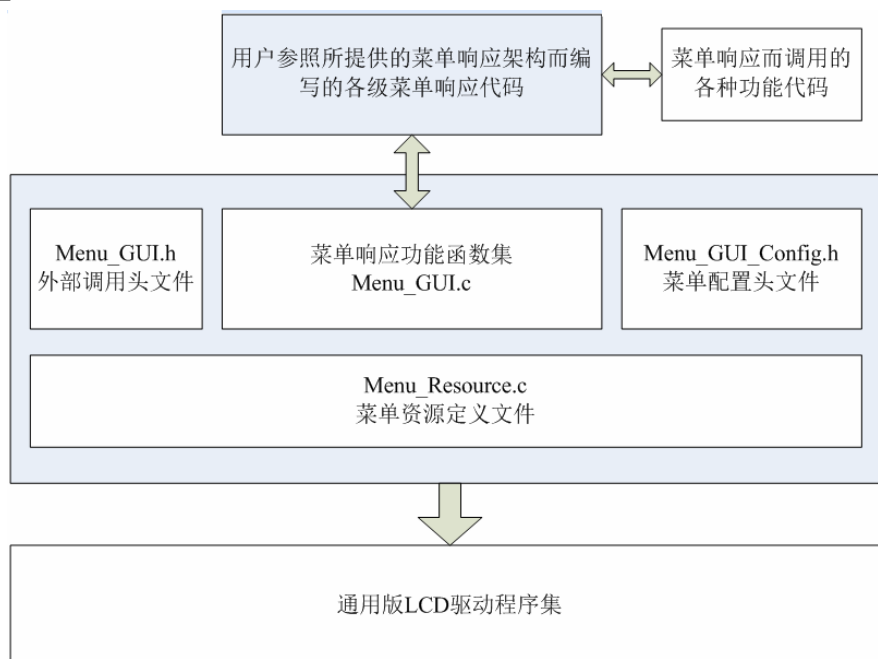 用户参照所提供的菜单响应架构而编
写的各级菜单响应代码
菜单响应而调用的
各种功能代码
Menu_GUI.h
外部调用头文件
菜单响应功能函数集
Menu_GUI.c
Menu_GUI_Config.h
菜单配置头文件
Menu_Resource.c
菜单资源定义文件
通用版LCD驱动程序集